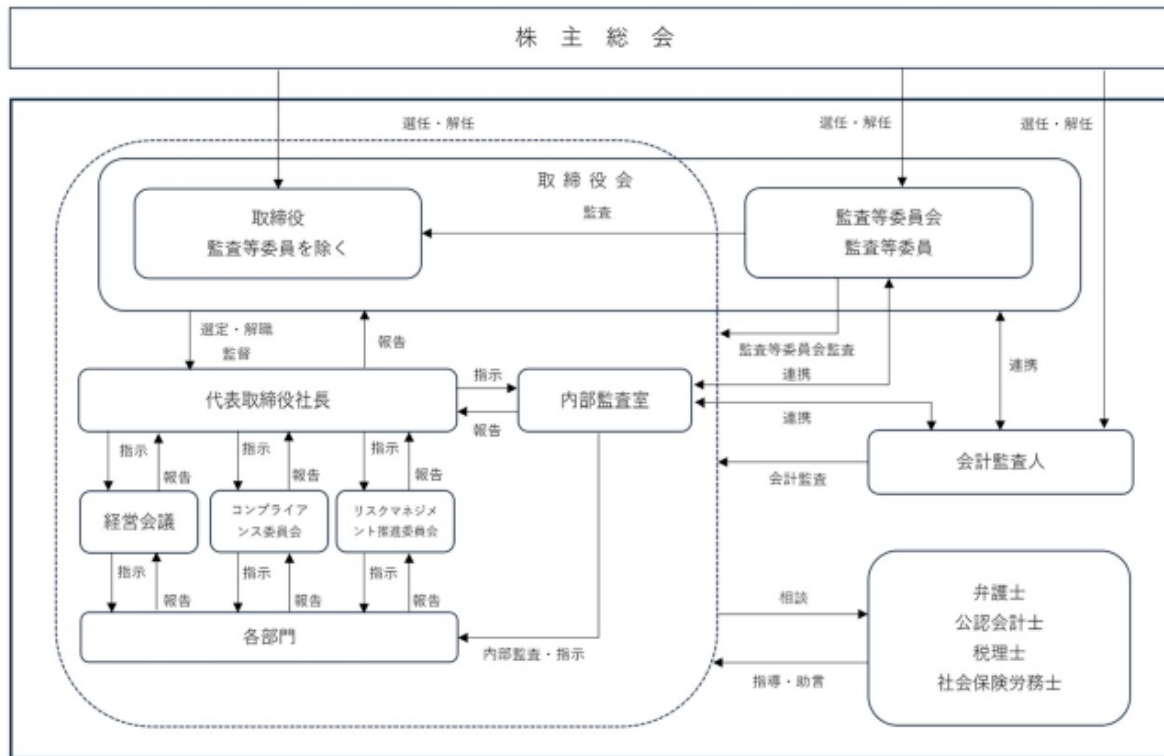 株主総会
選任・解任
選任・解任
選任・解任
取締役会
取締役
監査等委員を除く
監査
監査等委員会
監査等委員
選定・解職
監督
報告
監査等委員会監査
連携
連携
代表取締役社長
指示
報告
内部監査室
連携
会計監査
会計監査人
指示
報告
指示
報告
指示
報告
経営会議
コンプライア
ンス委員会
リスクマネジメ
ント推進委員会
指示
報告
指示
報告
指示
報告
各部門
内部監査・指示
相談
指導・助言
弁護士
公認会計士
税理士
社会保険労務士